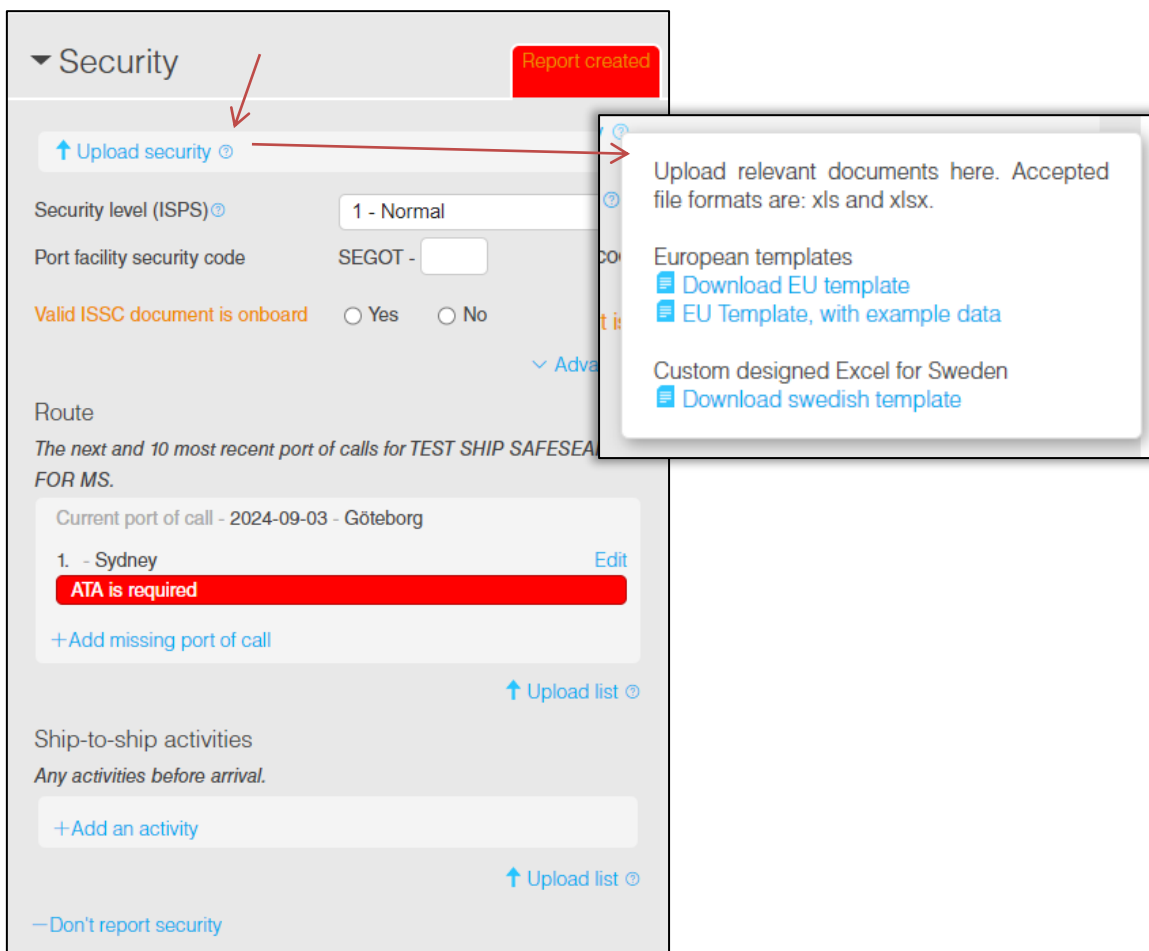 Security
Report created
Upload security
Security level (ISPS)
1 - Normal
Port facility security code
SEGOT -
Valid ISSC document is onboard
Yes
No
Route
The next and 10 most recent port of calls for TEST SHIP
FOR MS.
Current port of call - 2024-09-03 - Göteborg
1. - Sydney
Edit
ATA is required
+Add missing port of call
Upload list
Ship-to-ship activities
Any activities before arrival.
+Add an activity
Upload list
—Don't report security
Upload relevant documents here. Accepted
file formats are: xls and xlsx.
European templates
Download EU template
EU Template, with example data
Custom designed Excel for Sweden
Download swedish template